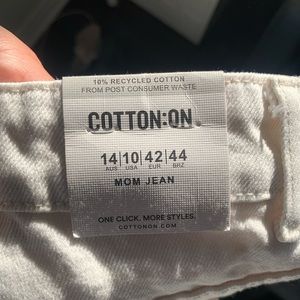 10% RECYCLED COTTON
FROM POST CONSUMER WASTE
COTTON:ON
14|10|42|44
AUS USA EUR BRZ
MOM JEAN
ONE CLICK. MORE STYLES.
COTTONON.COM